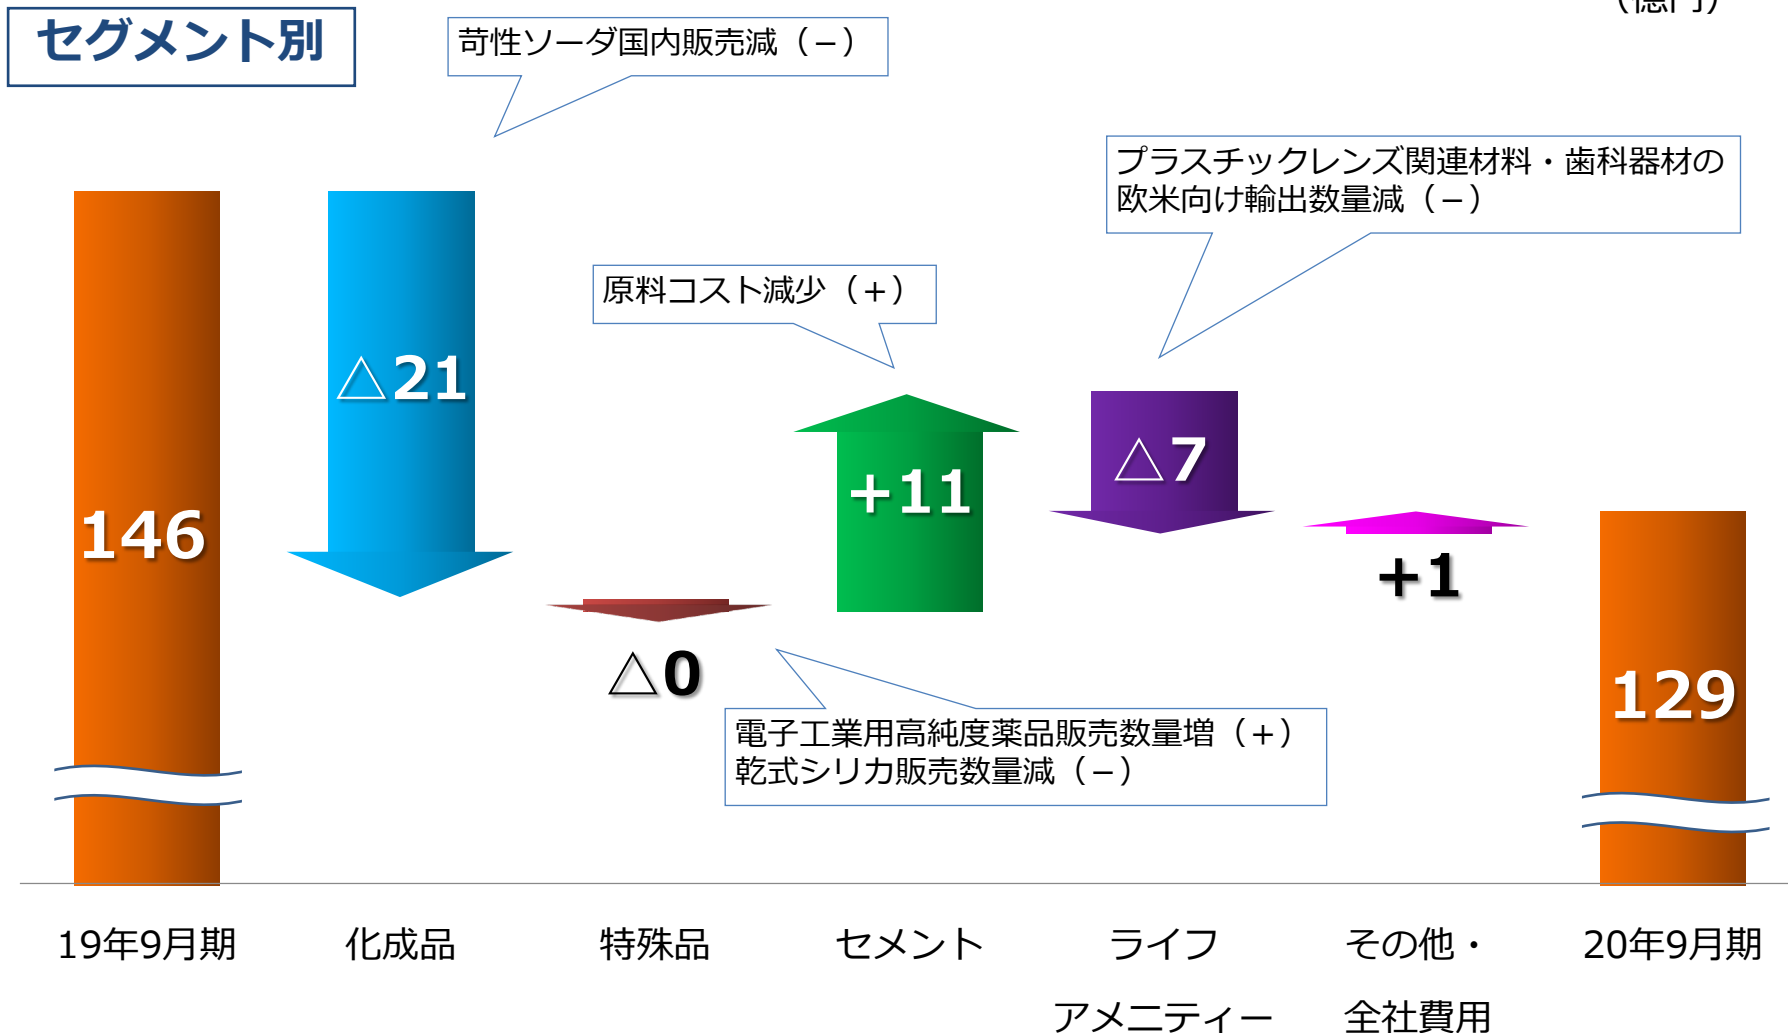 (億円)
セグメント別
苛性ソーダ国内販売減（－）
プラスチックレンズ関連材料・歯科器材の
欧米向け輸出数量減（－）
原料コスト減少（＋）
146
△21
△0
+11
△7
+1
129
電子工業用高純度薬品販売数量増（＋）
乾式シリカ販売数量減（－）
19年9月期
化成品
特殊品
セメント
ライフ
アメニティー
その他・
全社費用
20年9月期